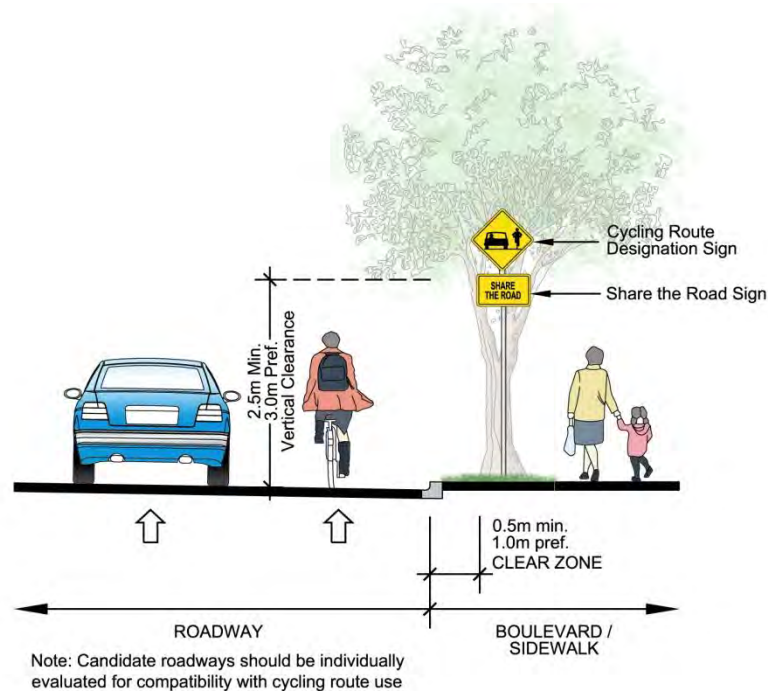 Cycling Route
Designation Sign
SHARE
THE ROAD
Share the Road Sign
2.5m Min.
3.0m Pref.
Vertical Clearance
0.5m min.
1.0m pref.
CLEAR ZONE
ROADWAY
BOULEVARD /
SIDEWALK
Note: Candidate roadways should be individually
evaluated for compatibility with cycling route use